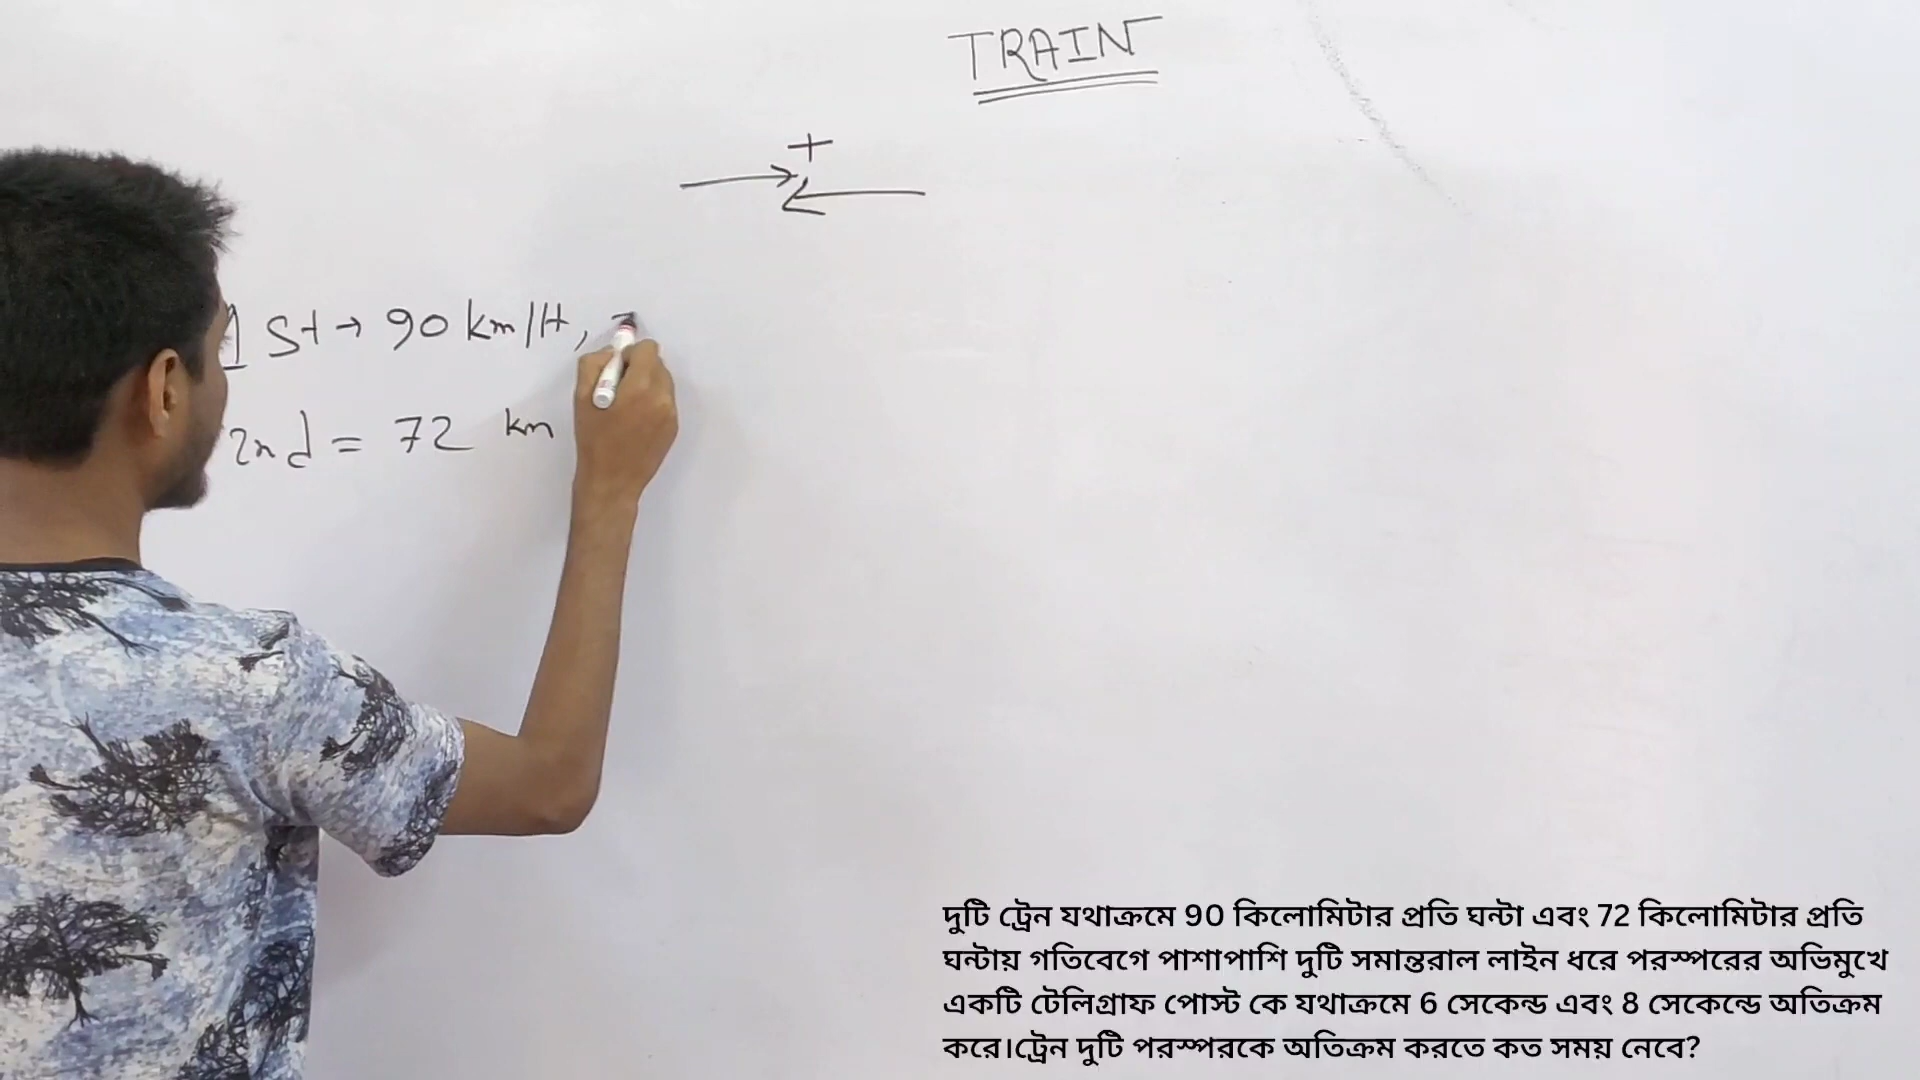 TRAIN
+
1 St → 90 km/H,
2nd = 72 km
দুটি ট্রেন যথাক্রমে 90 কিলোমিটার প্রতি ঘন্টা এবং 72 কিলোমিটার প্রতি
ঘন্টায় গতিবেগে পাশাপাশি দুটি সমান্তরাল লাইন ধরে পরস্পরের অভিমুখে
একটি টেলিগ্রাফ পোস্ট কে যথাক্রমে 6 সেকেন্ড এবং 8 সেকেন্ডে অতিক্রম
করে।ট্রেন দুটি পরস্পরকে অতিক্রম করতে কত সময় নেবে?